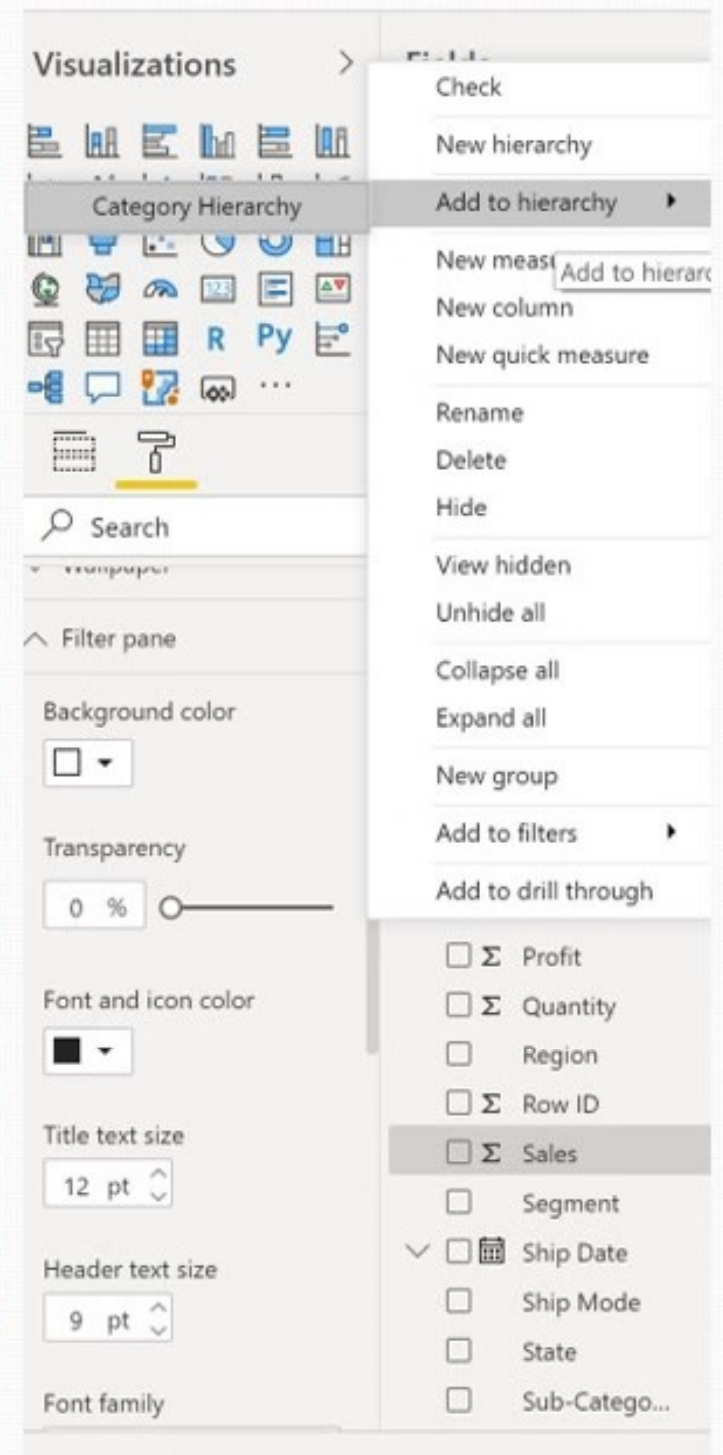 Visualizations
Fields
Category Hierarchy
123
R
Py
Search
Wallpaper
Filter pane
Background color
Transparency
0 %
Font and icon color
Title text size
12 pt
Header text size
9 pt
Font family
Check
New hierarchy
Add to hierarchy
New measu
Add to hierarc
New column
New quick measure
Rename
Delete
Hide
View hidden
Unhide all
Collapse all
Expand all
New group
Add to filters
Add to drill through
Σ Profit
Σ Quantity
Region
Σ Row ID
Σ Sales
Segment
Ship Date
Ship Mode
State
Sub-Catego...